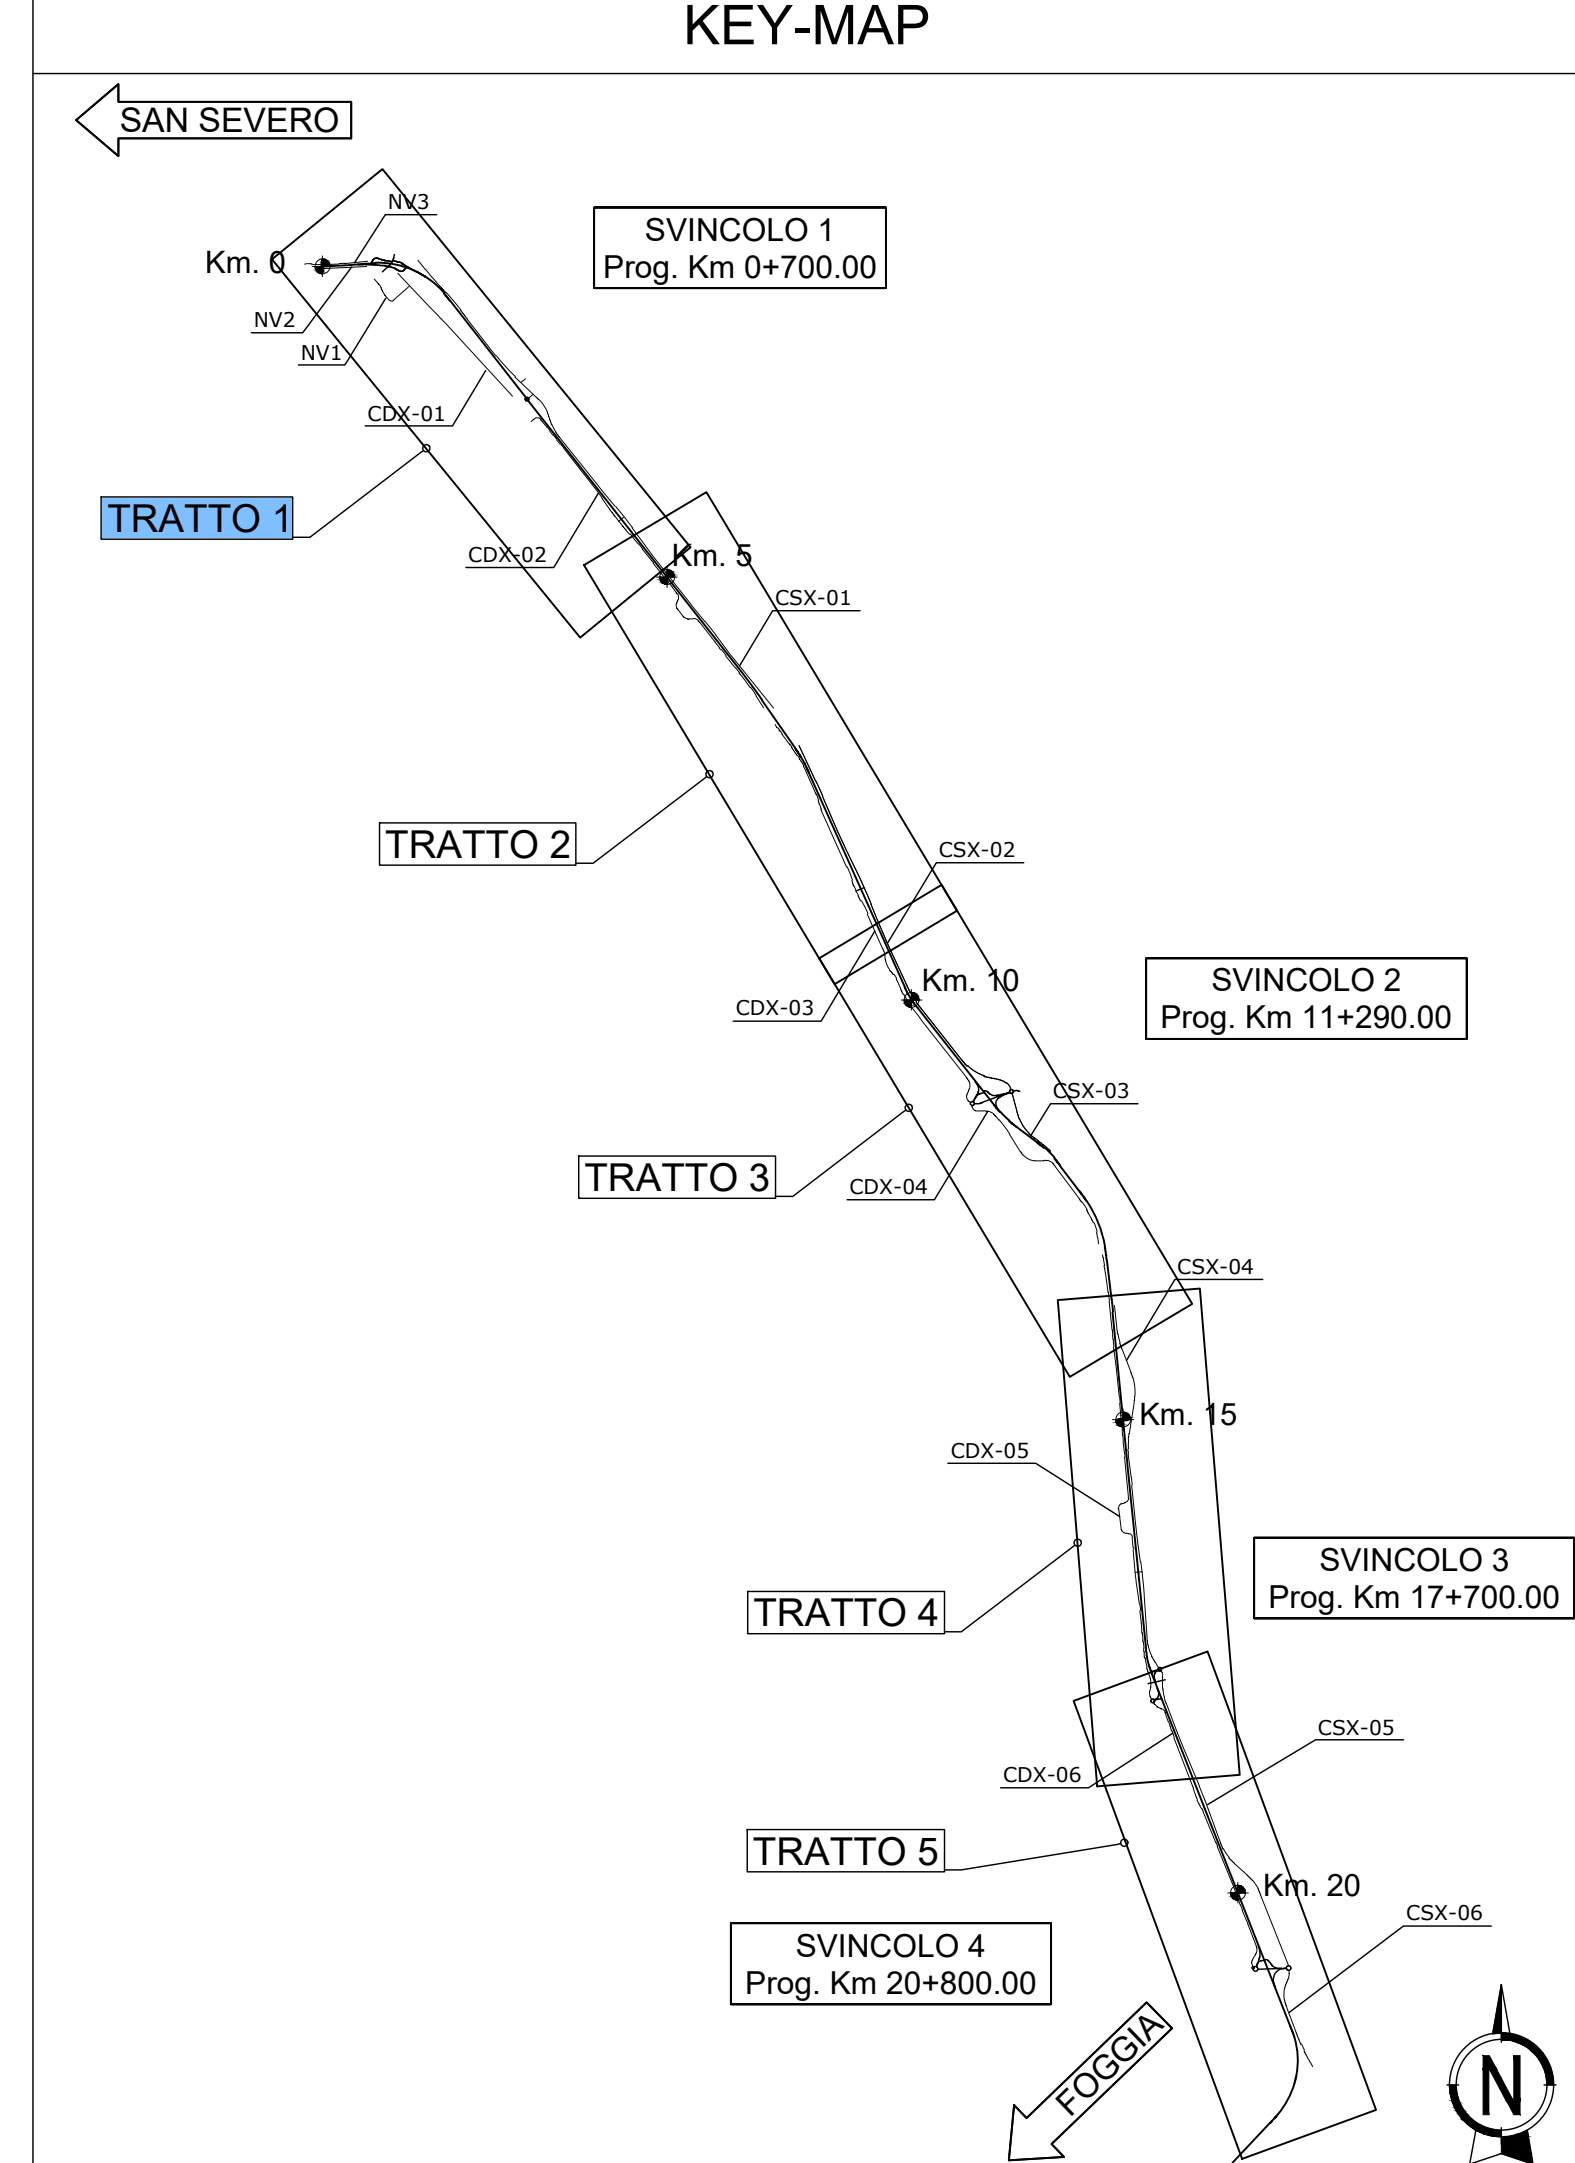 KEY-MAP
SAN SEVERO
NV3
SVINCOLO 1
Prog. Km 0+700.00
Km. 0
NV2
NV1
CDX-01
TRATTO 1
CDX-02
Km. 5
CSX-01
TRATTO 2
CSX-02
Km. 10
SVINCOLO 2
Prog. Km 11+290.00
CDX-03
CSX-03
TRATTO 3
CDX-04
CSX-04
Km. 15
CDX-05
SVINCOLO 3
Prog. Km 17+700.00
TRATTO 4
CSX-05
CDX-06
TRATTO 5
Km. 20
CSX-06
SVINCOLO 4
Prog. Km 20+800.00
FOGGIA
N